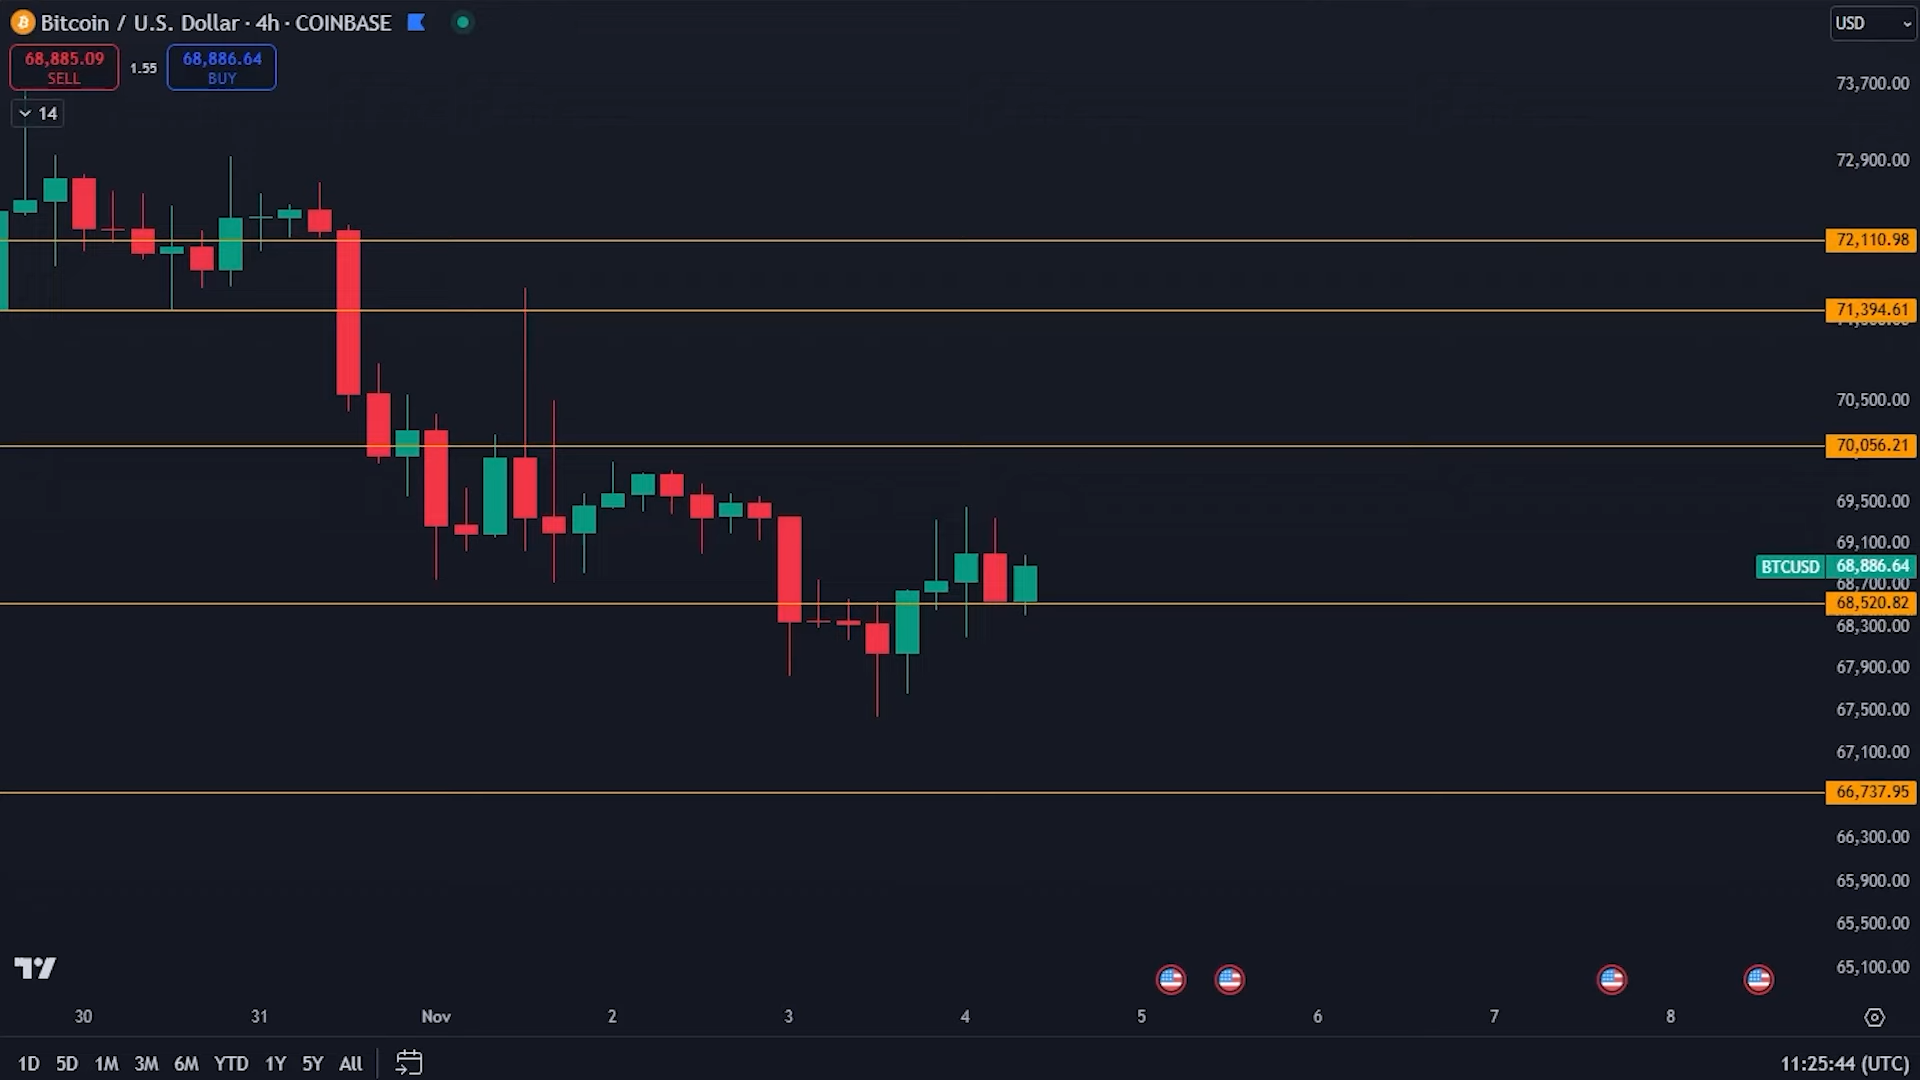 Bitcoin / U.S. Dollar · 4h · COINBASE
USD
68,885.09
SELL
1.55
68,886.64
BUY
14
73,700.00
72,900.00
72,110.98
71,394.61
70,500.00
70,056.21
69,500.00
69,100.00
BTCUSD 68,886.64
68,700.00
68,520.82
68,300.00
67,900.00
67,500.00
67,100.00
66,737.95
66,300.00
65,900.00
65,500.00
65,100.00
30 31 Nov 2 3 4 5 6 7 8
1D 5D 1M 3M 6M YTD 1Y 5Y All
11:25:44 (UTC)